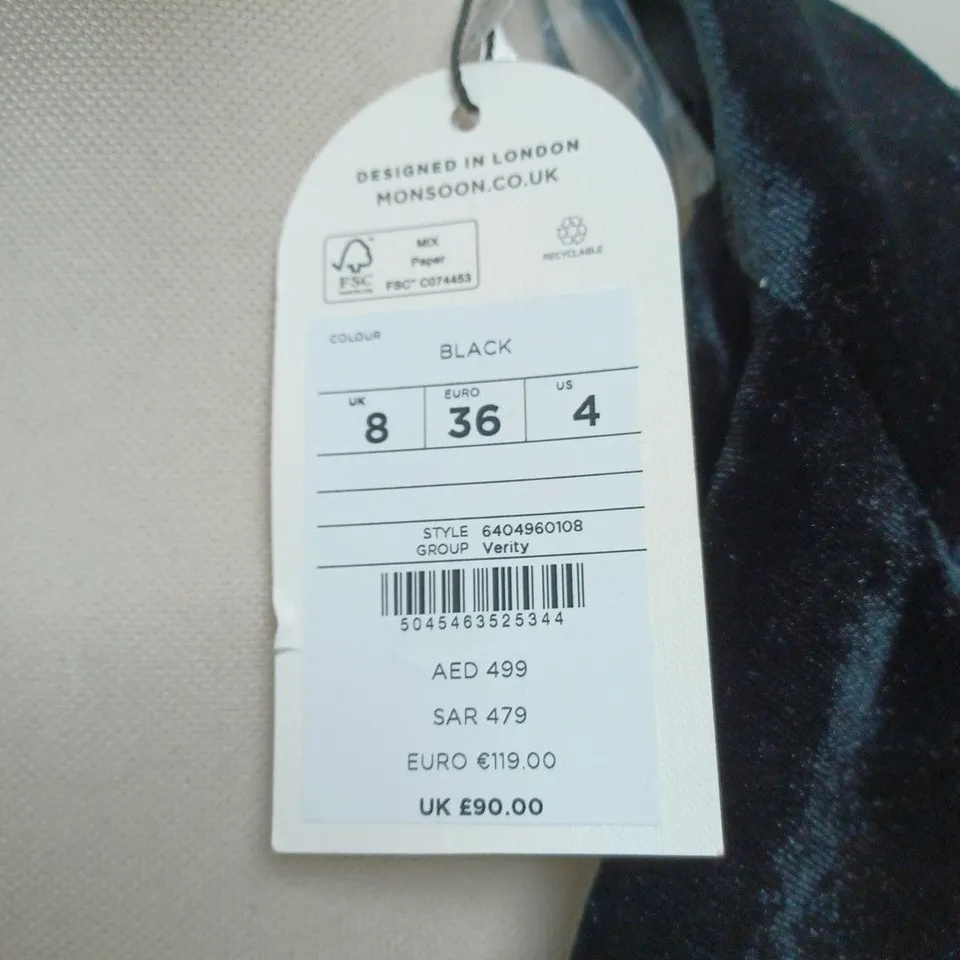 DESIGNED IN LONDON
MONSOON.CO.UK
FSC
MIX
Paper
FSC® C074453
RECYCLABLE
COLOUR
BLACK
UK EURO US
8 36 4
STYLE 6404960108
GROUP Verity
5045463525344
AED 499
SAR 479
EURO €119.00
UK £90.00